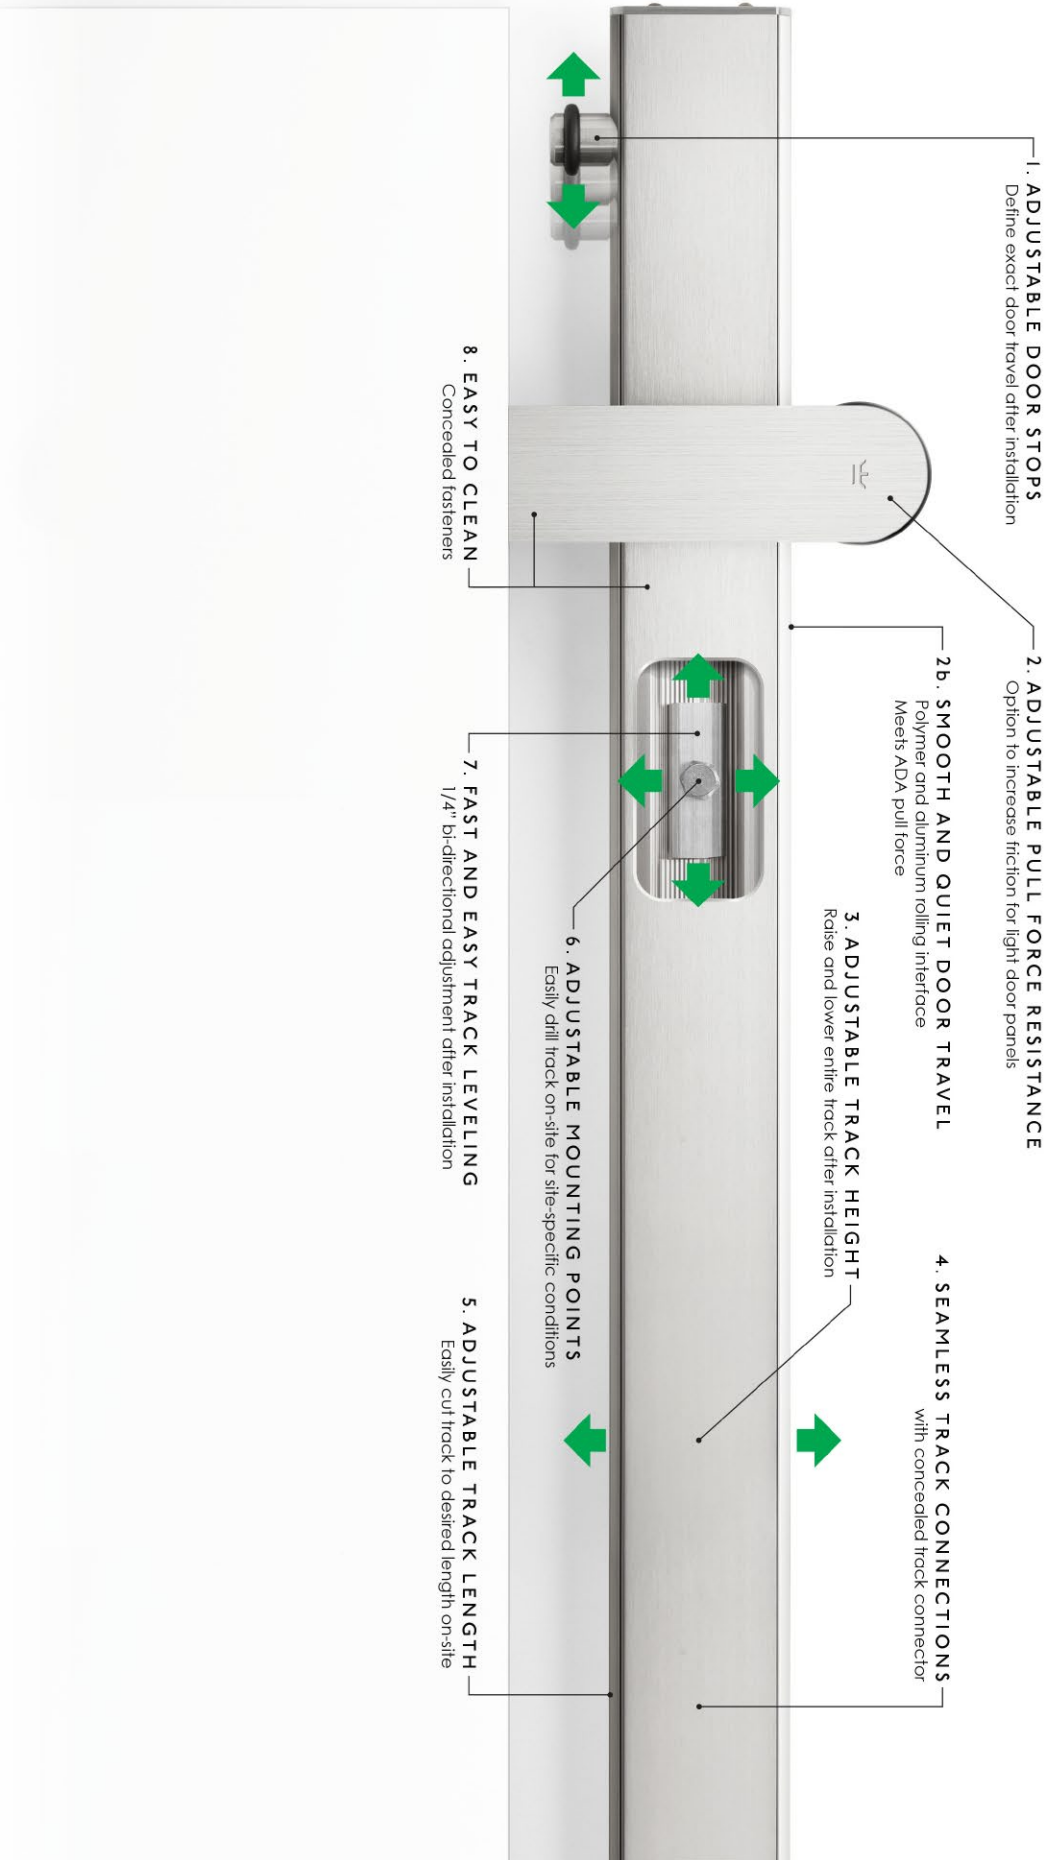 1. ADJUSTABLE DOOR STOPS
Define exact door travel after installation
2. ADJUSTABLE PULL FORCE RESISTANCE
Option to increase friction for light door panels
2b. SMOOTH AND QUIET DOOR TRAVEL
Polymer and aluminum rolling interface
Meets ADA pull force
3. ADJUSTABLE TRACK HEIGHT
Raise and lower entire track after installation
4. SEAMLESS TRACK CONNECTIONS
with concealed track connector
5. ADJUSTABLE TRACK LENGTH
Easily cut track to desired length on-site
6. ADJUSTABLE MOUNTING POINTS
Easily drill track on-site for site-specific conditions
7. FAST AND EASY TRACK LEVELING
1/4" bi-directional adjustment after installation
8. EASY TO CLEAN
Concealed fasteners